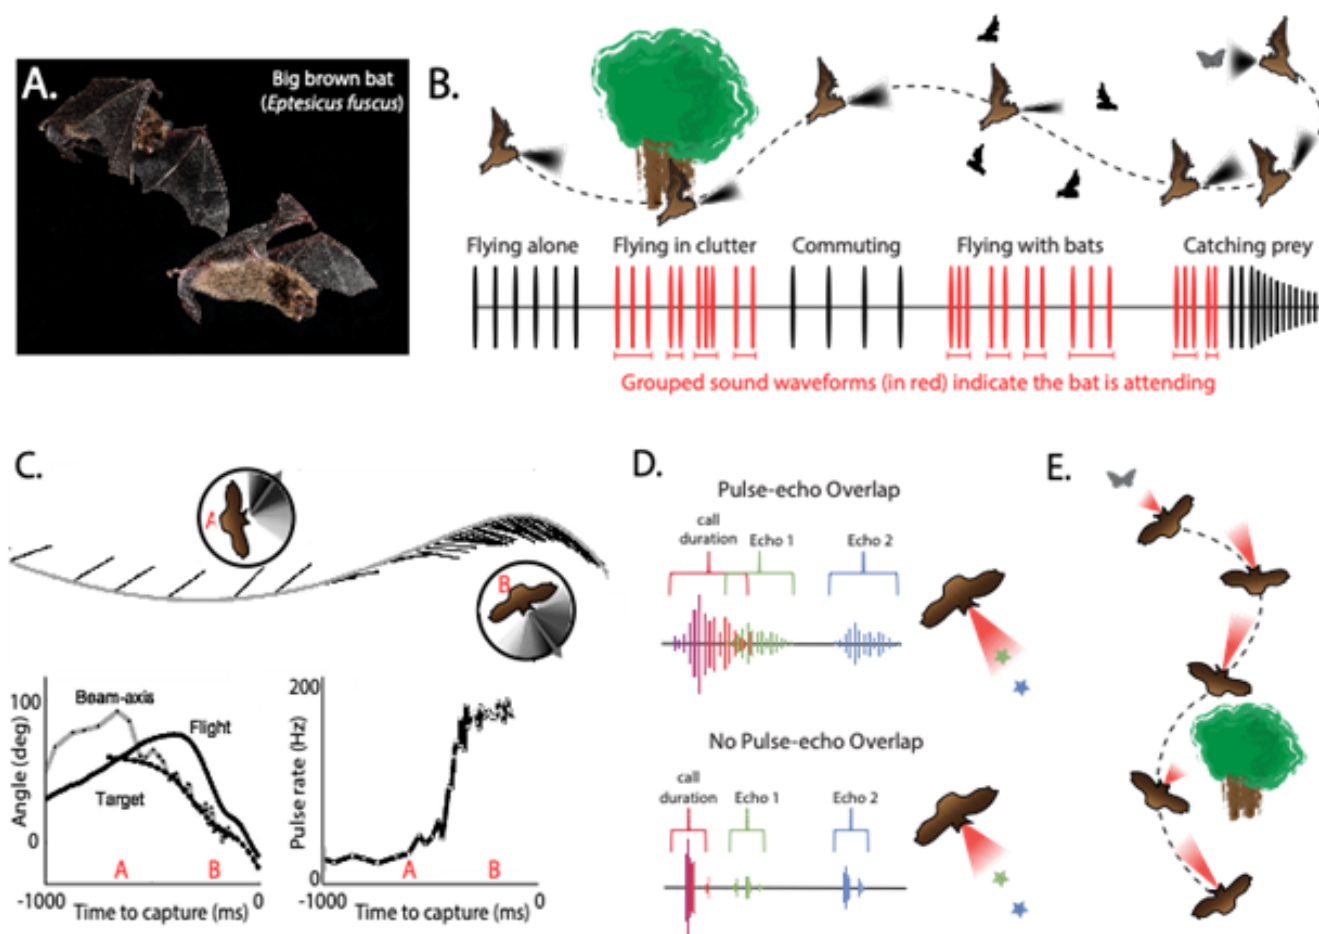 A.
Big brown bat
(Eptesicus fuscus)
B.
Flying alone
Flying in clutter
Commuting
Flying with bats
Catching prey
Grouped sound waveforms (in red) indicate the bat is attending
C.
A
B
100
Beam-axis
Flight
Target
Angle (deg)
0
A
B
-1000
0
Time to capture (ms)
200
Pulse rate (Hz)
0
A
B
-1000
0
Time to capture (ms)
D.
Pulse-echo Overlap
call
duration
Echo 1
Echo 2
No Pulse-echo Overlap
call
duration
Echo 1
Echo 2
E.